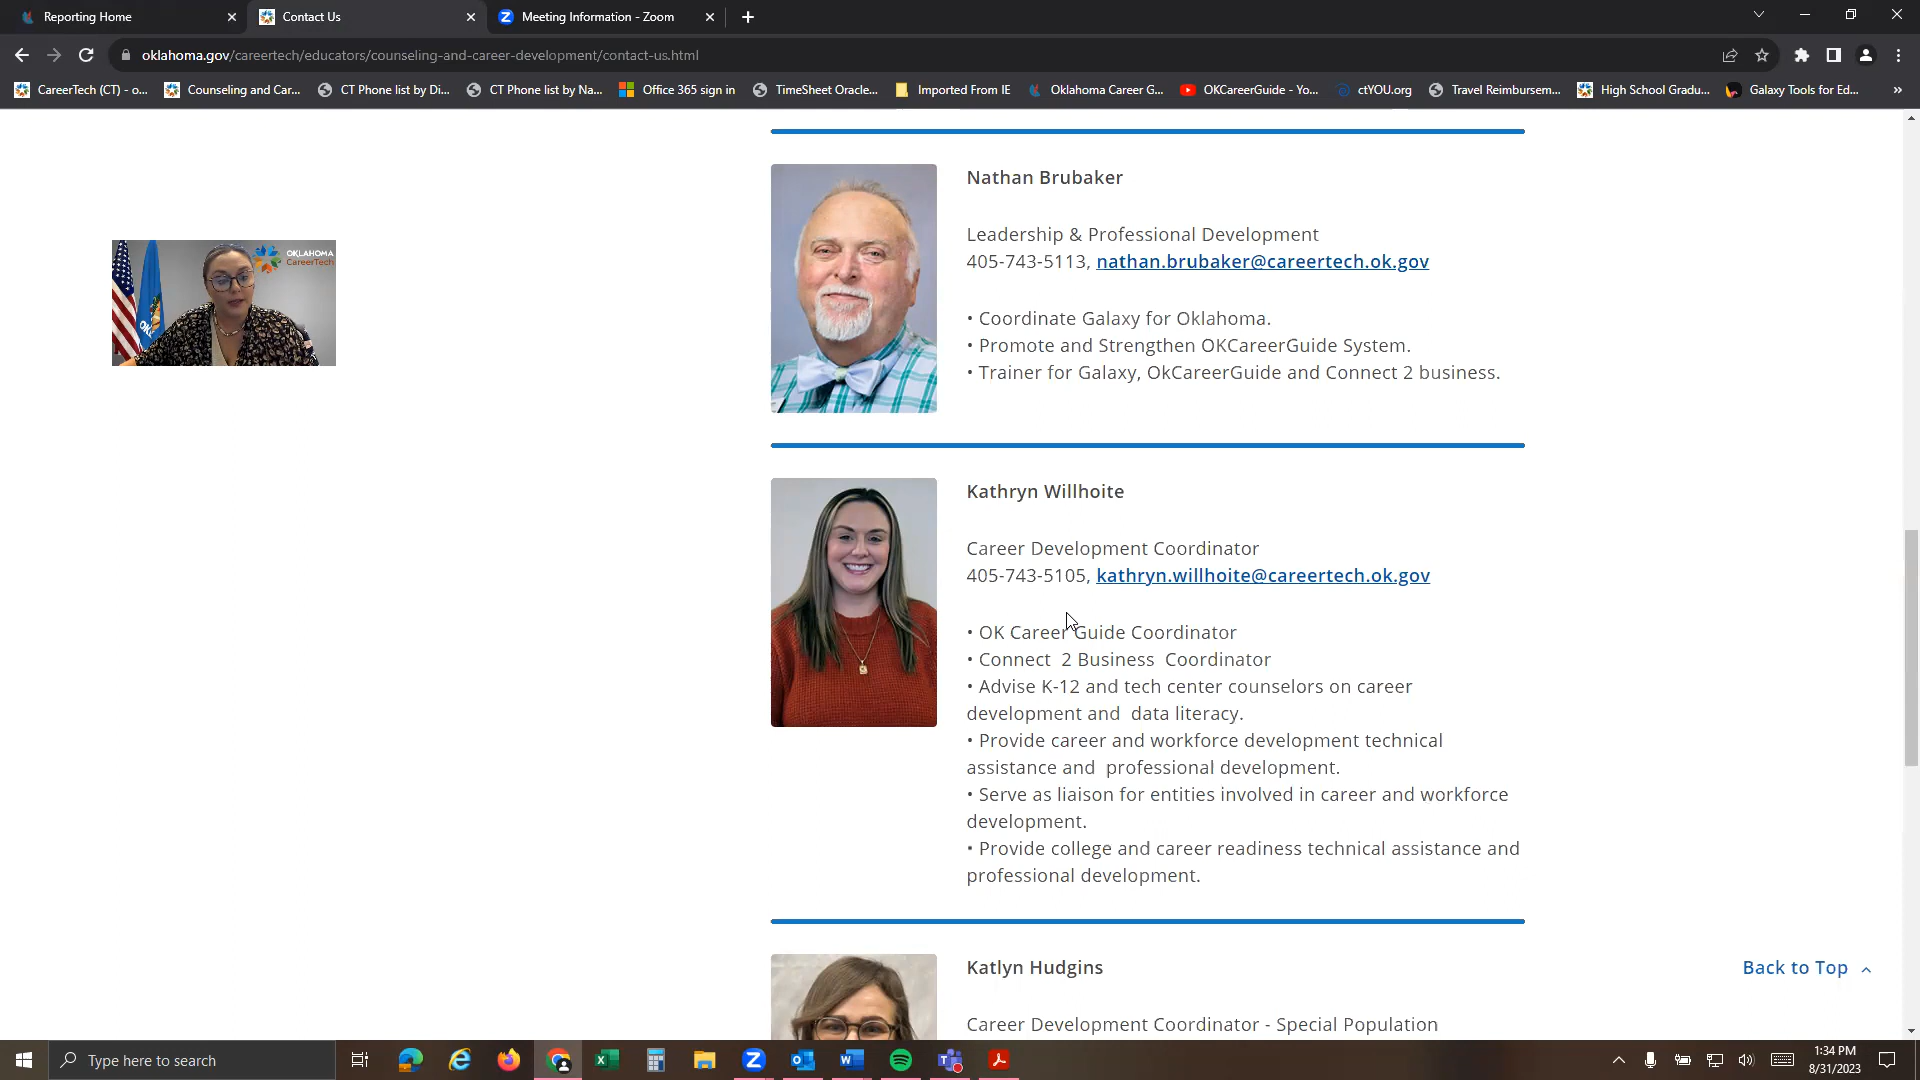 Reporting Home
Contact Us
Meeting Information - Zoom
oklahoma.gov/careertech/educators/counseling-and-career-development/contact-us.html
CareerTech (CT) - o...
Counseling and Car...
CT Phone list by Di...
CT Phone list by Na...
Office 365 sign in
TimeSheet Oracle...
Imported From IE
Oklahoma Career G...
OKCareerGuide - Yo...
ctYOU.org
Travel Reimbursem...
High School Gradu...
Galaxy Tools for Ed...
OKLAHOMA
CareerTech
Nathan Brubaker
Leadership & Professional Development
405-743-5113, nathan.brubaker@careertech.ok.gov
• Coordinate Galaxy for Oklahoma.
• Promote and Strengthen OKCareerGuide System.
• Trainer for Galaxy, OkCareerGuide and Connect 2 business.
Kathryn Willhoite
Career Development Coordinator
405-743-5105, kathryn.willhoite@careertech.ok.gov
• OK Career Guide Coordinator
• Connect 2 Business Coordinator
• Advise K-12 and tech center counselors on career
development and data literacy.
• Provide career and workforce development technical
assistance and professional development.
• Serve as liaison for entities involved in career and workforce
development.
• Provide college and career readiness technical assistance and
professional development.
Katlyn Hudgins
Career Development Coordinator - Special Population
Back to Top
Type here to search
1:34 PM
8/31/2023